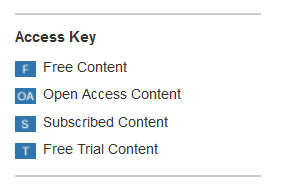 Access Key
F Free Content
OA Open Access Content
S Subscribed Content
T Free Trial Content